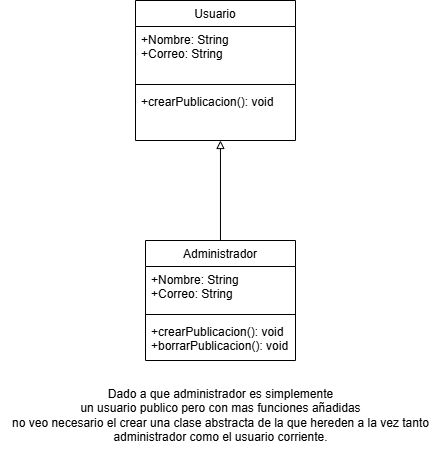 Usuario
+Nombre: String
+Correo: String
+crearPublicacion(): void
Administrador
+Nombre: String
+Correo: String
+crearPublicacion(): void
+borrarPublicacion(): void
Dado a que administrador es simplemente
un usuario publico pero con mas funciones añadidas
no veo necesario el crear una clase abstracta de la que hereden a la vez tanto
administrador como el usuario corriente.